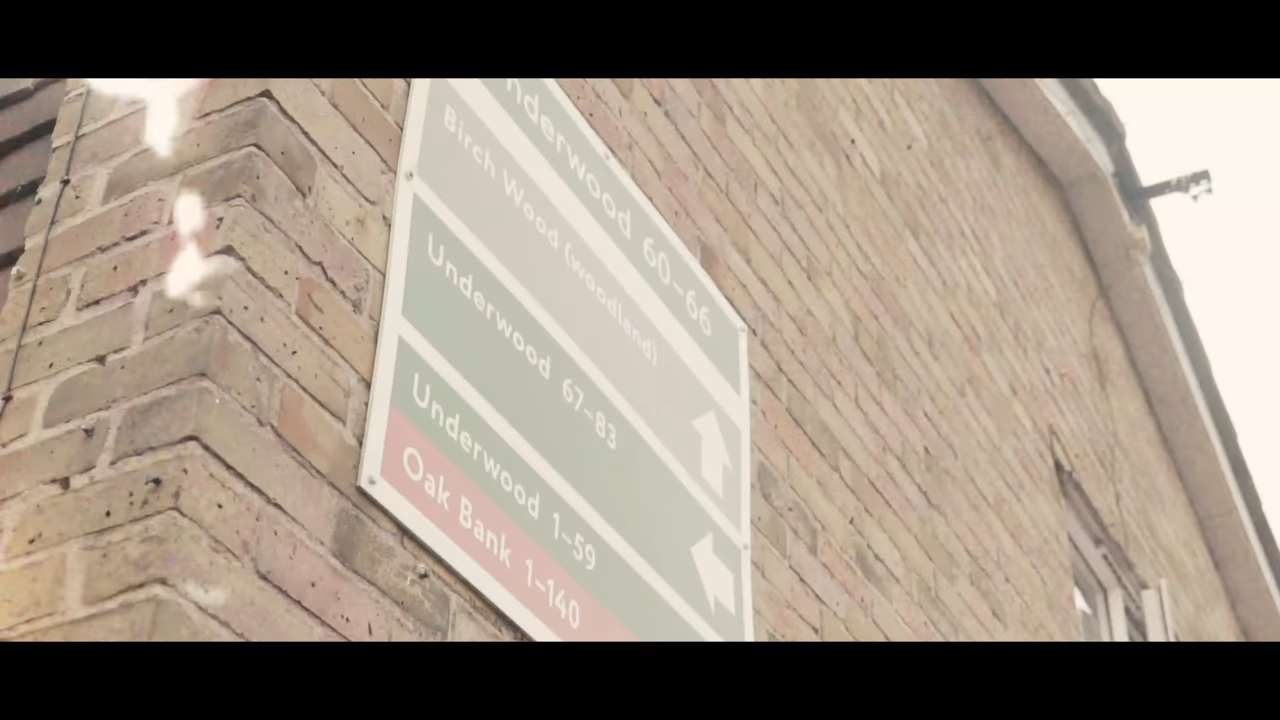 nderwood 60-66
Birch Wood (woodland)
Underwood 67-83
Underwood 1-59
Oak Bank 1-140